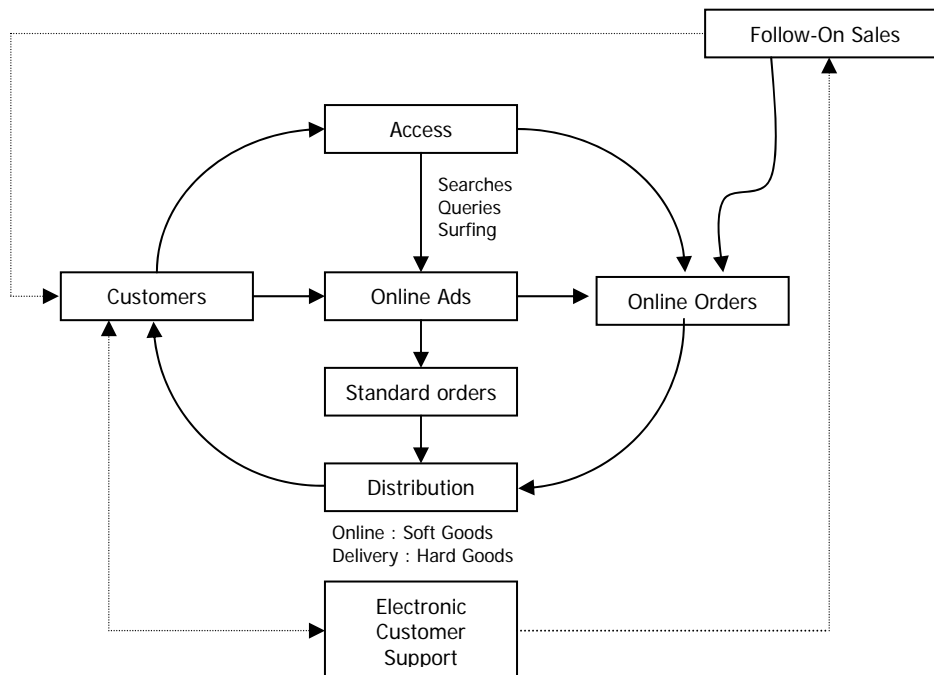 Follow-On Sales
Access
Searches
Queries
Surfing
Customers
Online Ads
Online Orders
Standard orders
Distribution
Online : Soft Goods
Delivery : Hard Goods
Electronic
Customer
Support